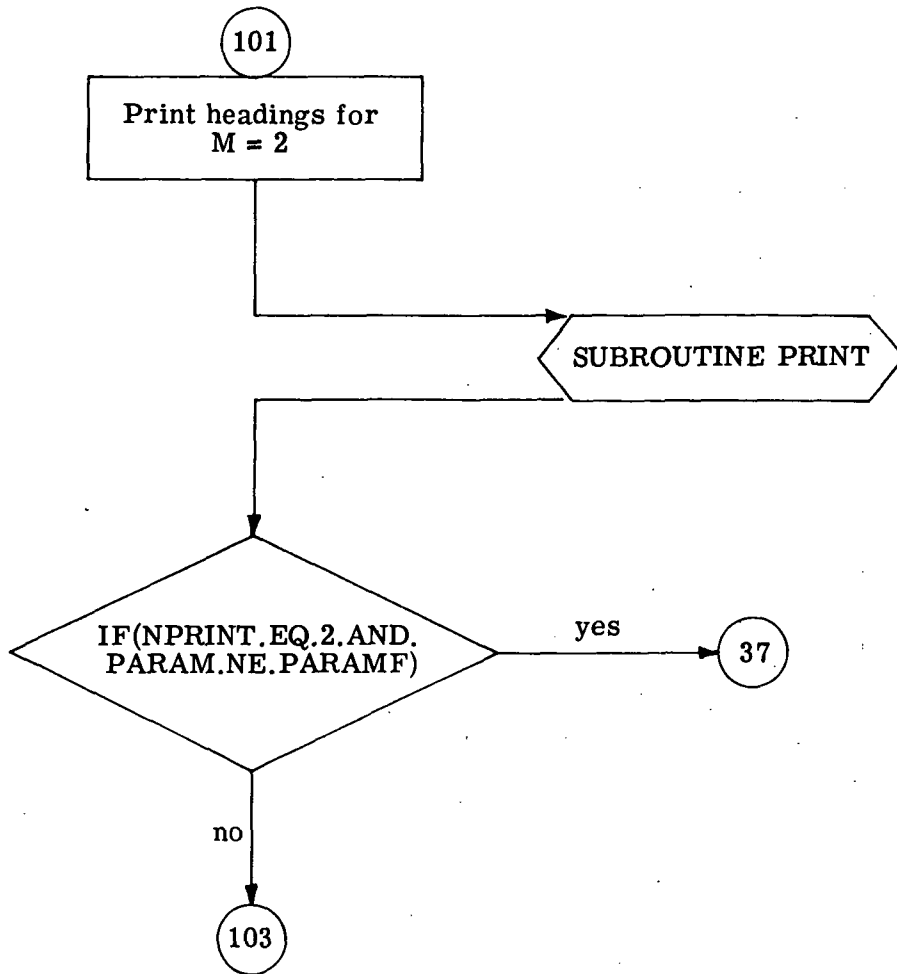 101
Print headings for
M = 2
SUBROUTINE PRINT
IF(NPRINT.EQ.2.AND.
PARAM.NE.PARAMF)
yes
37
no
103